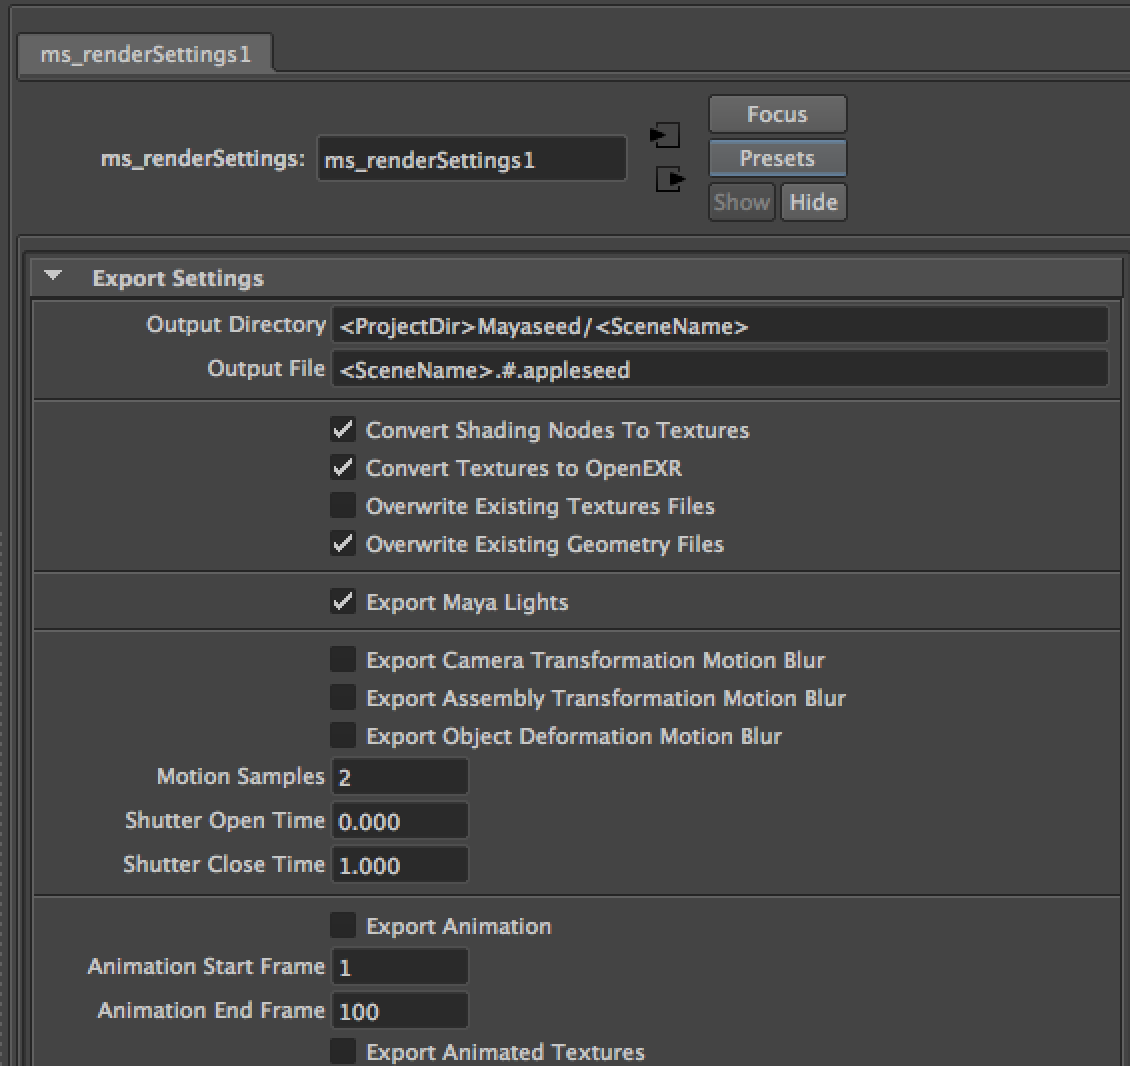 ms_renderSettings1
ms_renderSettings: ms_renderSettings1
Focus
Presets
Show Hide
Export Settings
Output Directory <ProjectDir>Mayaseed/<SceneName>
Output File <SceneName>.#.appleseed
Convert Shading Nodes To Textures
Convert Textures to OpenEXR
Overwrite Existing Textures Files
Overwrite Existing Geometry Files
Export Maya Lights
Export Camera Transformation Motion Blur
Export Assembly Transformation Motion Blur
Export Object Deformation Motion Blur
Motion Samples 2
Shutter Open Time 0.000
Shutter Close Time 1.000
Export Animation
Animation Start Frame 1
Animation End Frame 100
Export Animated Textures